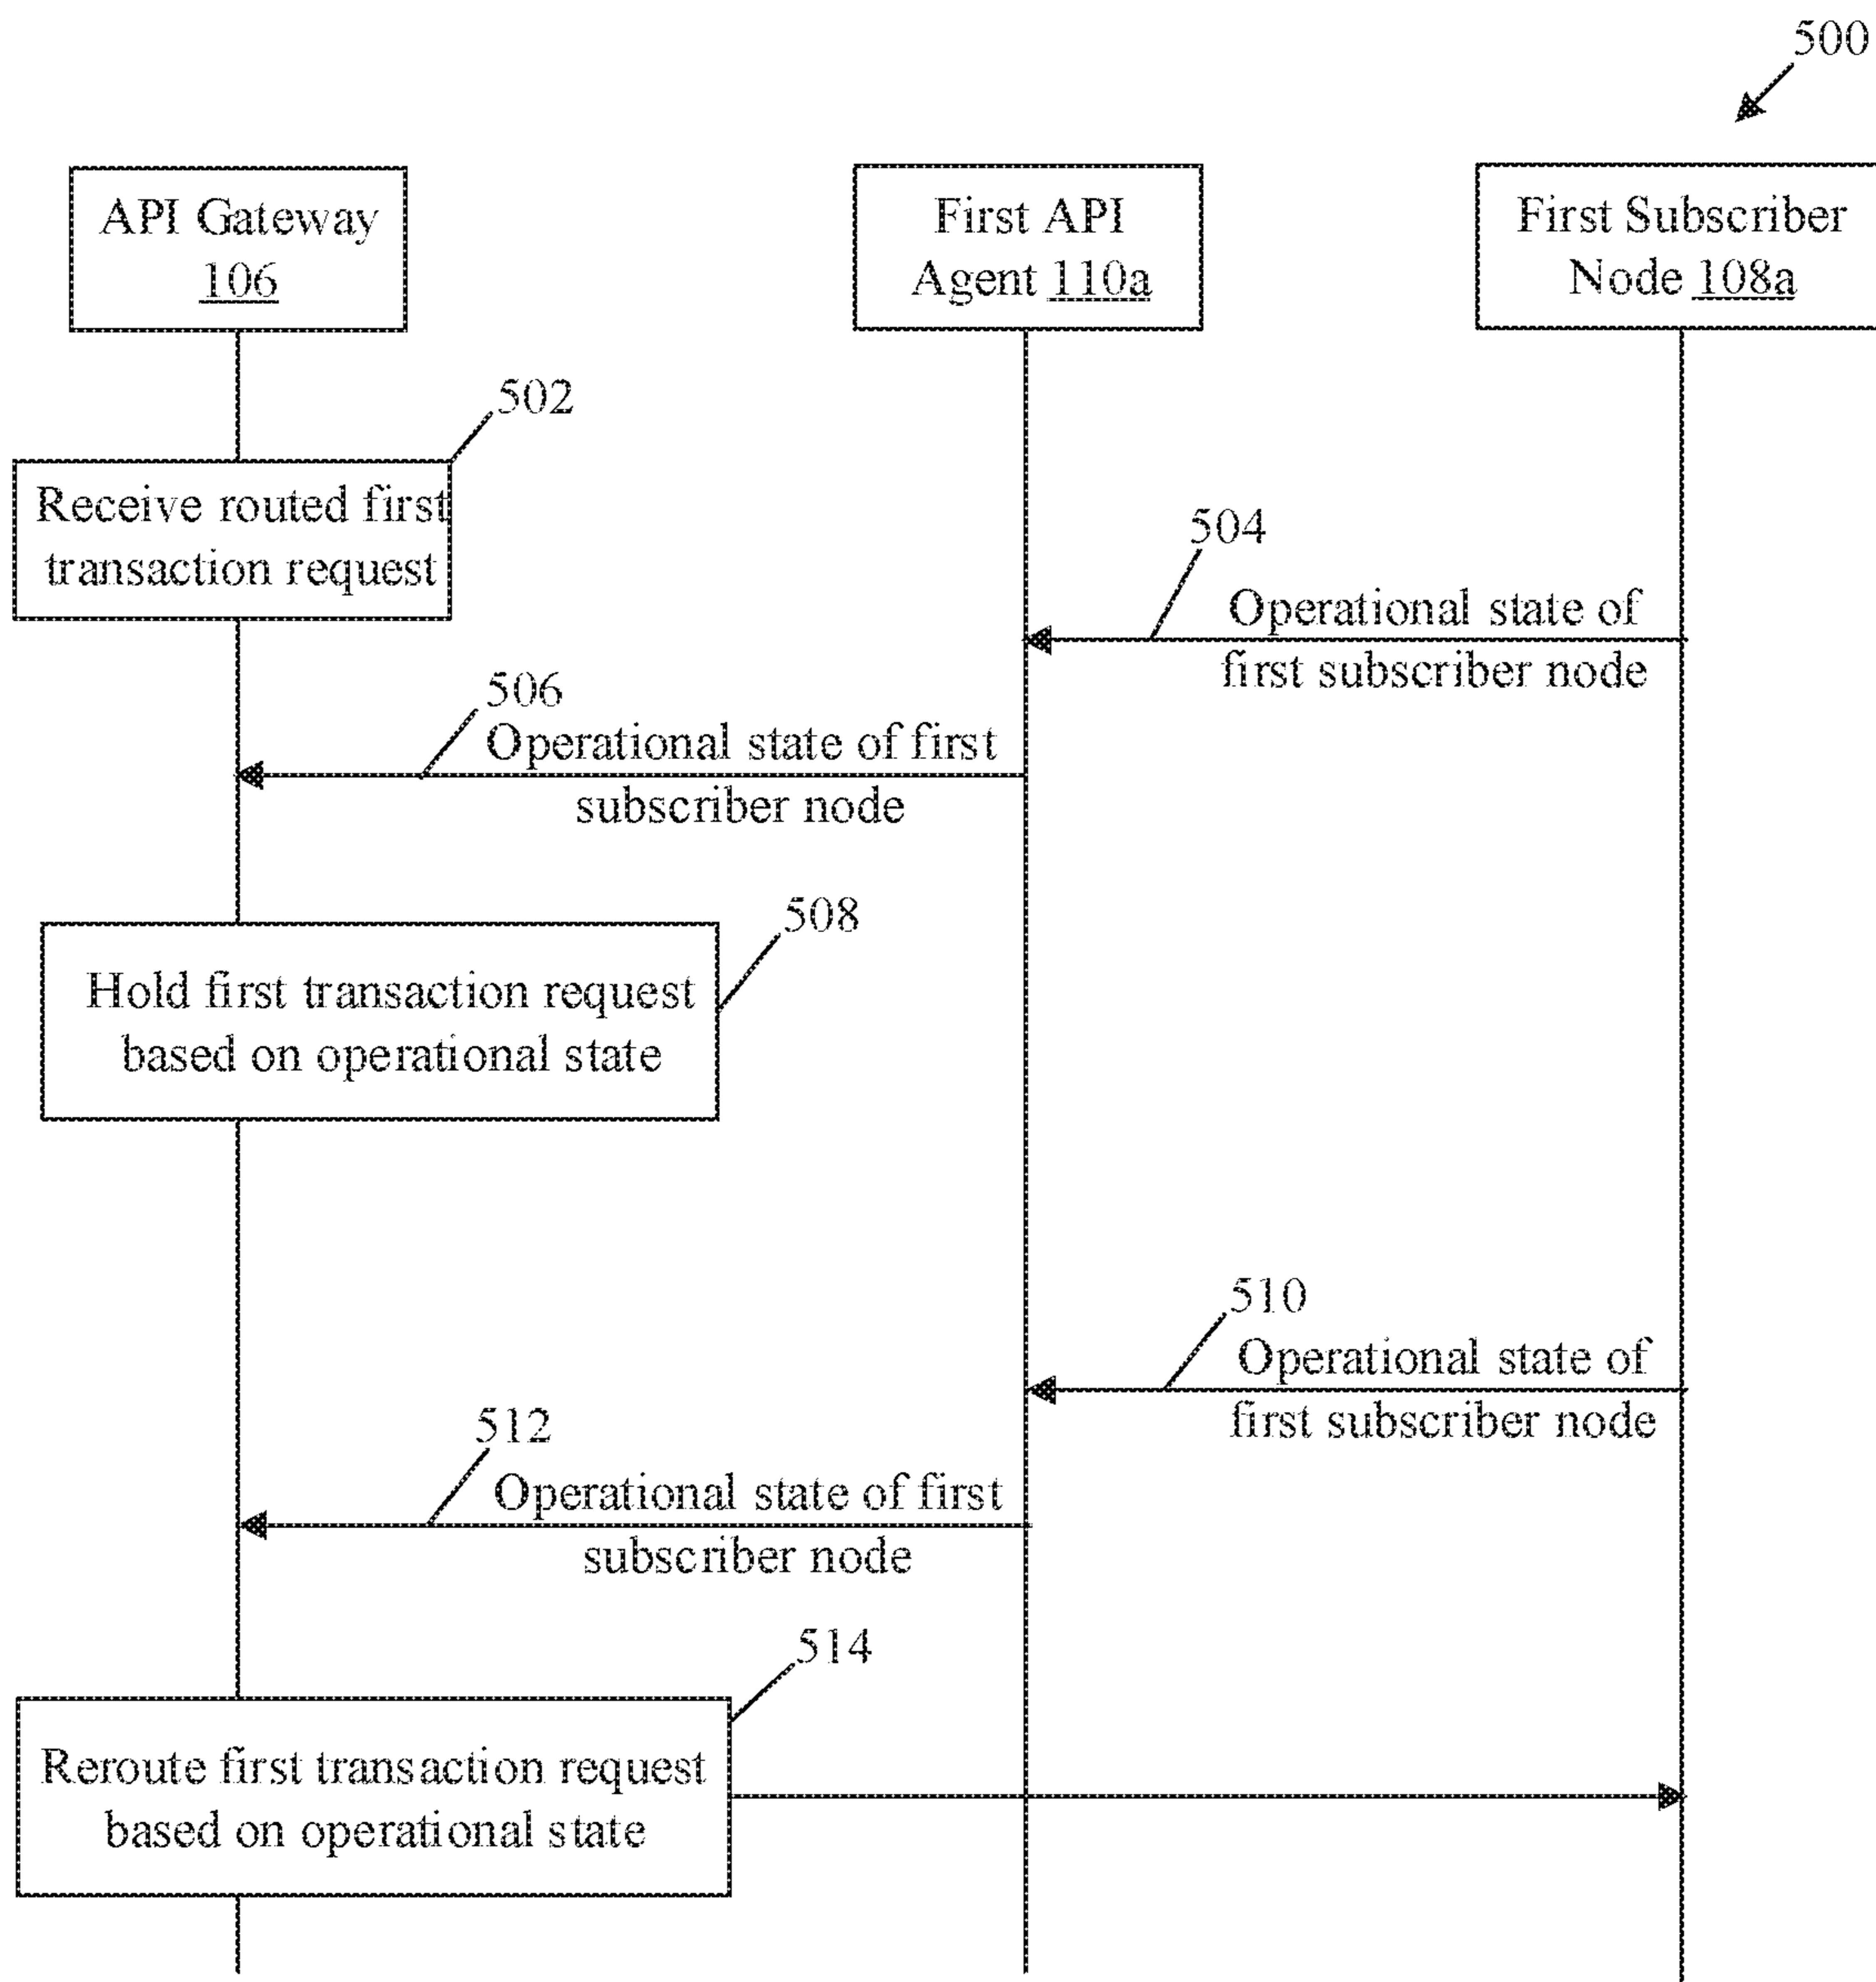 500
API Gateway
106
First API
Agent 110a
First Subscriber
Node 108a
502
Receive routed first
transaction request
504
Operational state of
first subscriber node
506
Operational state of first
subscriber node
508
Hold first transaction request
based on operational state
510
Operational state of
first subscriber node
512
Operational state of first
subscriber node
514
Reroute first transaction request
based on operational state